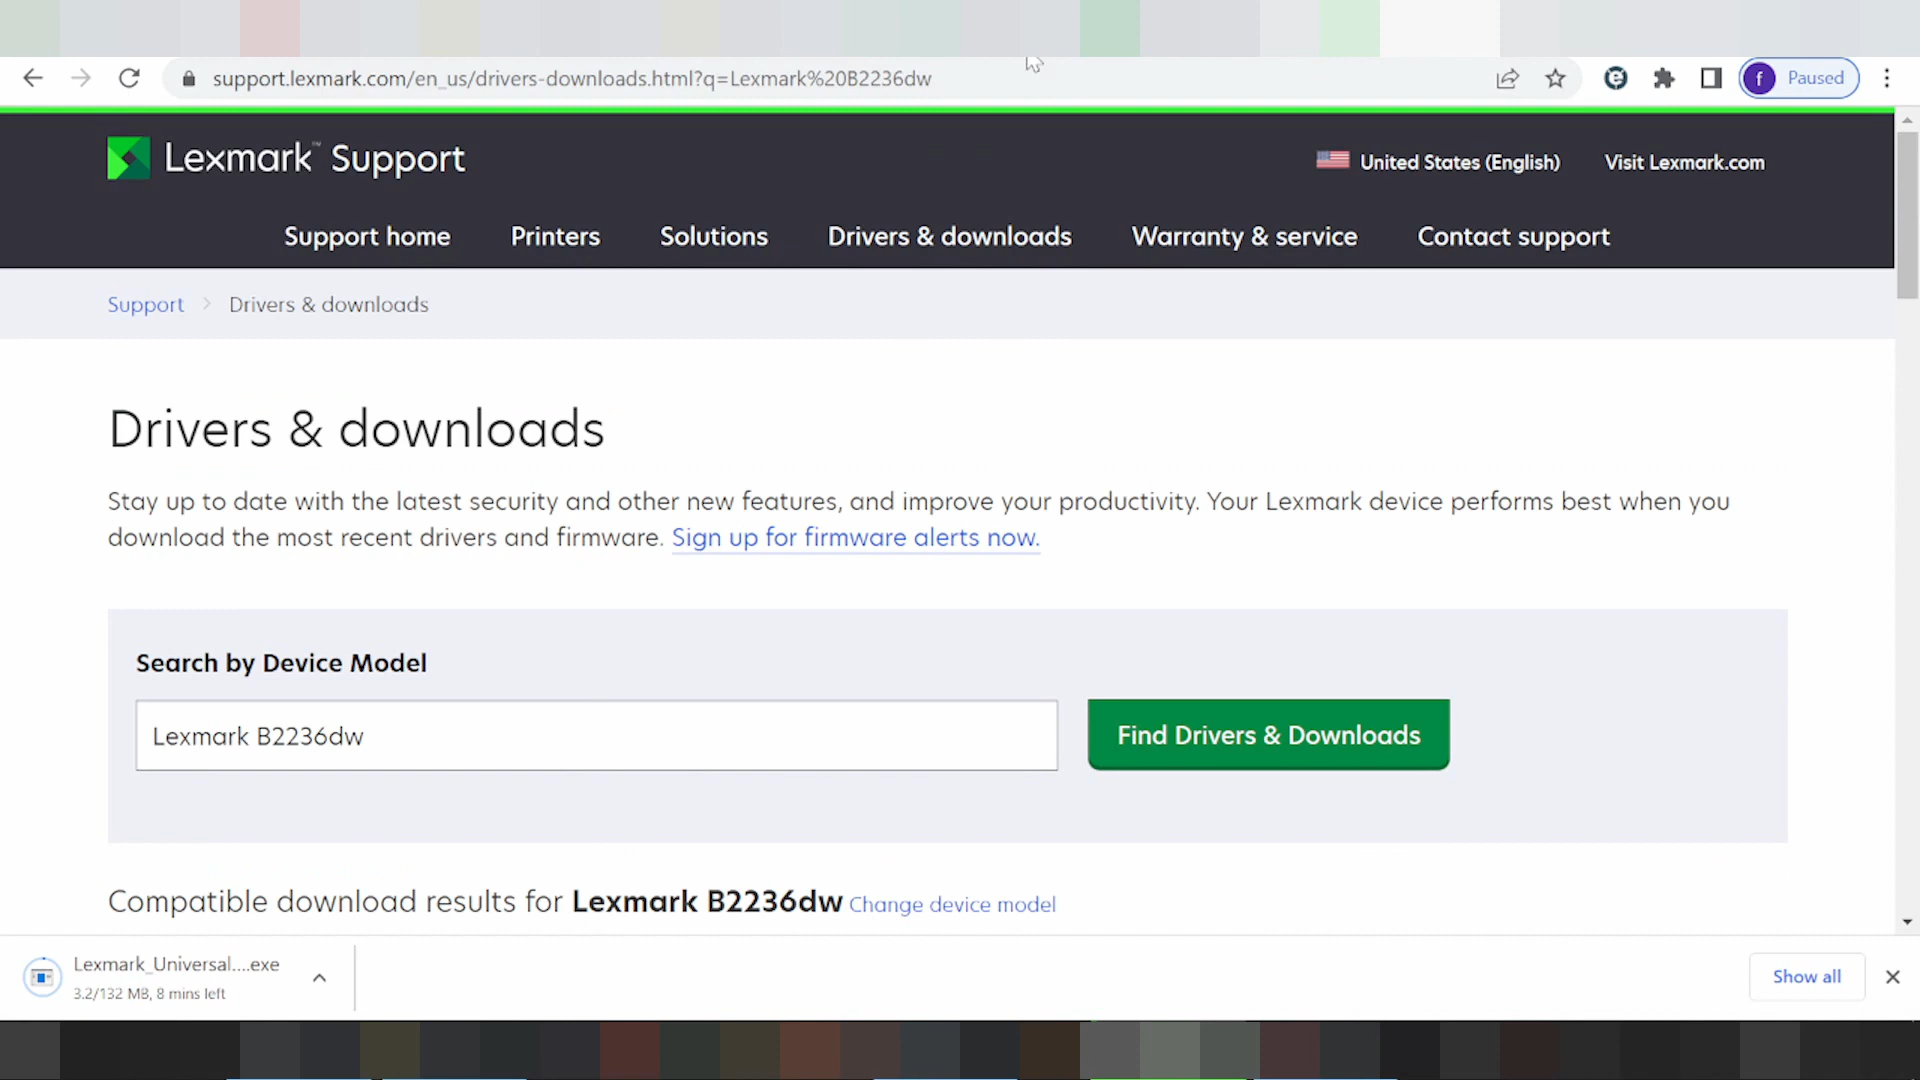 support.lexmark.com/en_us/drivers-downloads.html?q=Lexmark%20B2236dw
f Paused
Lexmark™ Support
United States (English) Visit Lexmark.com
Support home Printers Solutions Drivers & downloads Warranty & service Contact support
Support > Drivers & downloads
Drivers & downloads
Stay up to date with the latest security and other new features, and improve your productivity. Your Lexmark device performs best when you
download the most recent drivers and firmware. Sign up for firmware alerts now.
Search by Device Model
Lexmark B2236dw
Find Drivers & Downloads
Compatible download results for Lexmark B2236dw Change device model
Lexmark_Universal....exe
3.2/132 MB, 8 mins left
Show all